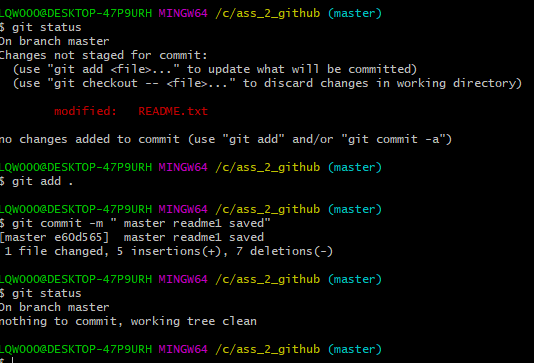 LQWOOO@DESKTOP-47P9URH MINGW64 /c/ass_2_github (master)
$ git status
On branch master
Changes not staged for commit:
  (use "git add <file>..." to update what will be committed)
  (use "git checkout -- <file>..." to discard changes in working directory)

        modified:   README.txt

no changes added to commit (use "git add" and/or "git commit -a")

LQWOOO@DESKTOP-47P9URH MINGW64 /c/ass_2_github (master)
$ git add .

LQWOOO@DESKTOP-47P9URH MINGW64 /c/ass_2_github (master)
$ git commit -m " master readme1 saved"
[master e60d565]  master readme1 saved
 1 file changed, 5 insertions(+), 7 deletions(-)

LQWOOO@DESKTOP-47P9URH MINGW64 /c/ass_2_github (master)
$ git status
On branch master
nothing to commit, working tree clean

LQWOOO@DESKTOP-47P9URH MINGW64 /c/ass_2_github (master)
$